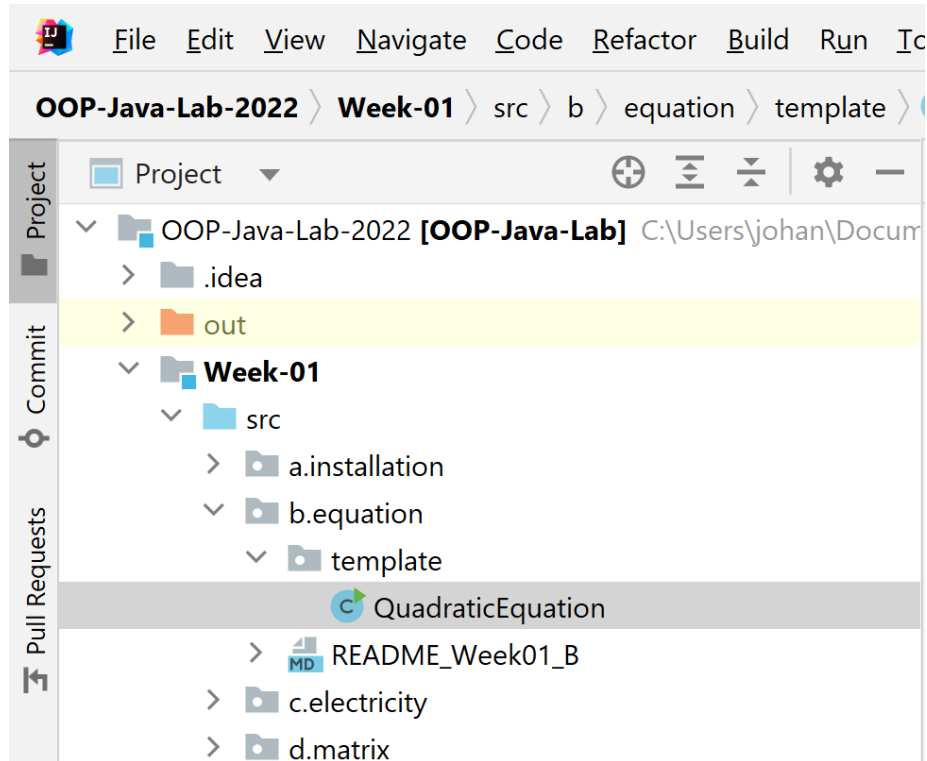 File Edit View Navigate Code Refactor Build Run To
OOP-Java-Lab-2022 〉 Week-01 〉 src 〉 b 〉 equation 〉 template 〉
Project
Project
OOP-Java-Lab-2022 [OOP-Java-Lab] C:\Users\johan\Docum
.idea
out
Week-01
src
a.installation
b.equation
template
C QuadraticEquation
MD README_Week01_B
c.electricity
d.matrix
Commit
Pull Requests
IJ